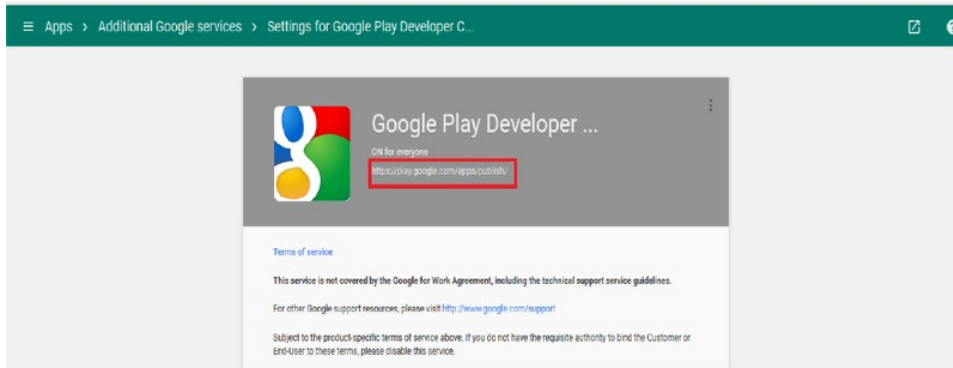 Apps > Additional Google services > Settings for Google Play Developer C...
Google Play Developer ...
ON for everyone
https://play.google.com/apps/publish/
Terms of service
This service is not covered by the Google for Work Agreement, including the technical support service guidelines.
For other Google support resources, please visit http://www.google.com/support
Subject to the product-specific terms of service above. If you do not have the requisite authority to bind the Customer or
End-User to these terms, please disable this service.